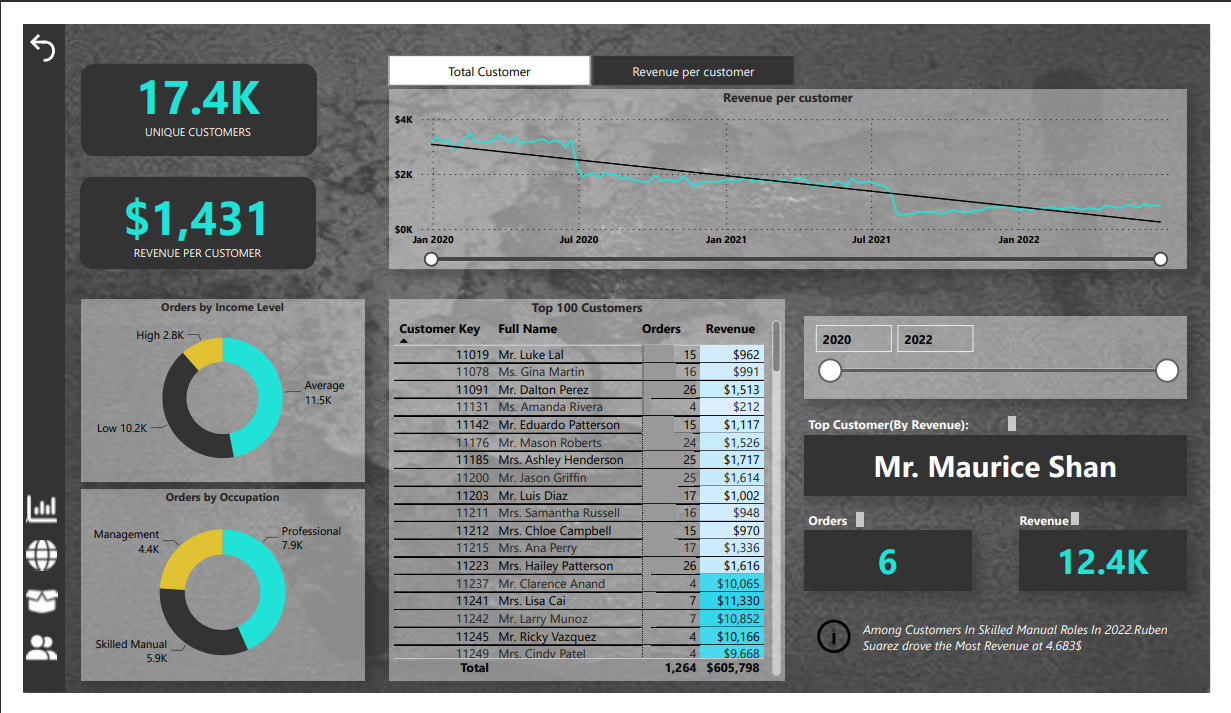 17.4K
UNIQUE CUSTOMERS
$1,431
REVENUE PER CUSTOMER
Total Customer
Revenue per customer
Revenue per customer
$4K
$2K
$0K
Jan 2020 Jul 2020 Jan 2021 Jul 2021 Jan 2022
Orders by Income Level
High 2.8K
Average
11.5K
Low 10.2K
Orders by Occupation
Management
4.4K
Professional
7.9K
Skilled Manual
5.9K
Top 100 Customers
Customer Key Full Name Orders Revenue
11019 Mr. Luke Lal 15 $962
11078 Ms. Gina Martin 16 $991
11091 Mr. Dalton Perez 26 $1,513
11131 Ms. Amanda Rivera 4 $212
11142 Mr. Eduardo Patterson 15 $1,117
11176 Mr. Mason Roberts 24 $1,526
11185 Mrs. Ashley Henderson 25 $1,717
11200 Mr. Jason Griffin 25 $1,614
11203 Mr. Luis Diaz 17 $1,002
11211 Mrs. Samantha Russell 16 $948
11212 Mrs. Chloe Campbell 15 $970
11215 Mrs. Ana Perry 17 $1,336
11223 Mrs. Hailey Patterson 26 $1,616
11237 Mr. Clarence Anand 4 $10,065
11241 Mrs. Lisa Cai 7 $11,330
11242 Mr. Larry Munoz 7 $10,852
11245 Mr. Ricky Vazquez 4 $10,166
11249 Mrs. Cindy Patel 4 $9,668
Total 1,264 $605,798
2020 2022
Top Customer(By Revenue):
Mr. Maurice Shan
Orders
6
Revenue
12.4K
Among Customers In Skilled Manual Roles In 2022.Ruben
Suarez drove the Most Revenue at 4.683$